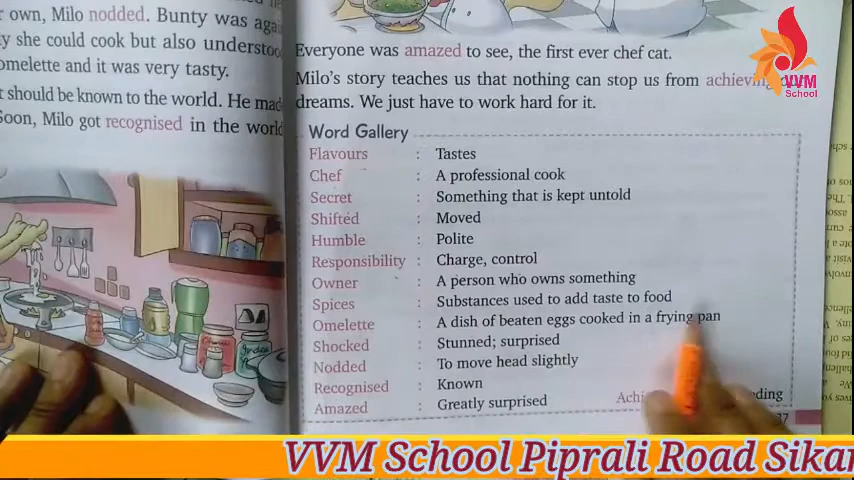 r own, Milo nodded. Bunty was
y she could cook but also
omelette and it was very tasty.
t should be known to the world. He made
Soon, Milo got recognised in the world
Everyone was amazed to see, the first ever chef cat.
Milo's story teaches us that nothing can stop us from achieving
dreams. We just have to work hard for it.
VVM
School
Word Gallery
Flavours : Tastes
Chef : A professional cook
Secret : Something that is kept untold
Shifted : Moved
Humble : Polite
Responsibility : Charge, control
Owner : A person who owns something
Spices : Substances used to add taste to food
Omelette : A dish of beaten eggs cooked in a frying pan
Shocked : Stunned; surprised
Nodded : To move head slightly
Recognised : Known
Amazed : Greatly surprised
37
VVM School Piprali Road Sikar